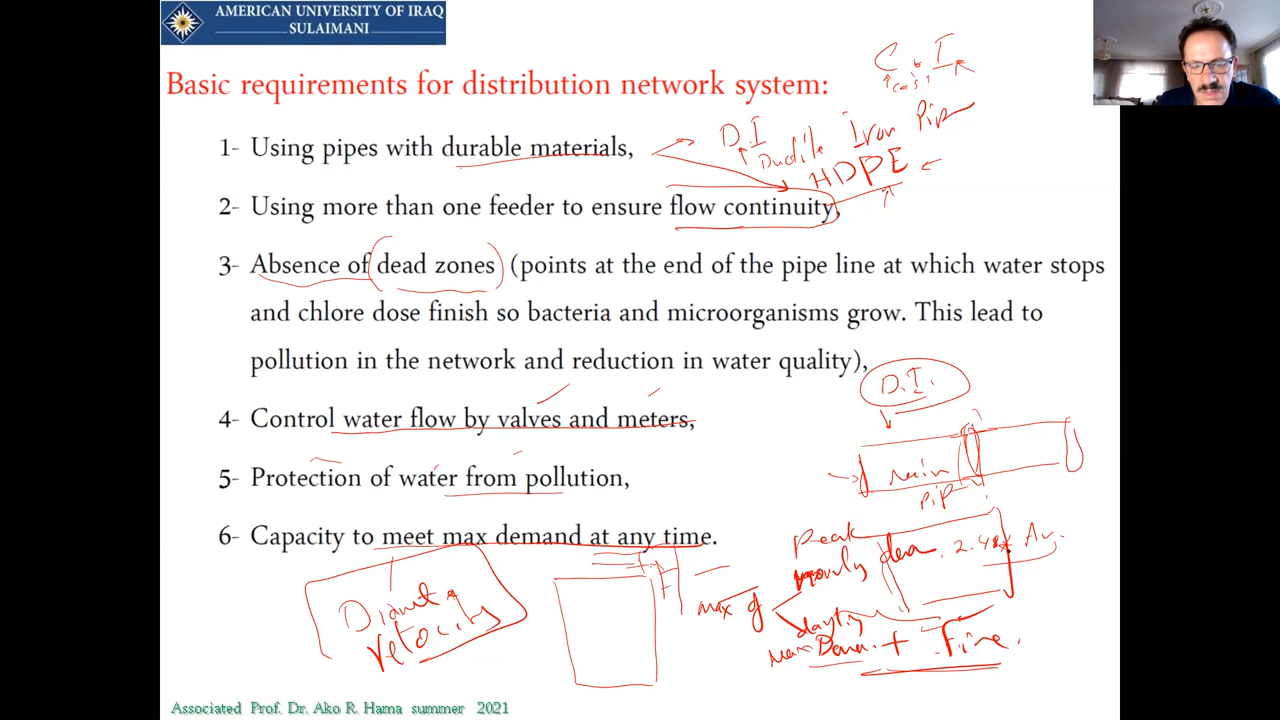 AMERICAN UNIVERSITY OF IRAQ
SULAIMANI
Basic requirements for distribution network system:
C. I
cast
D.I
Ductile Iron Pipe
HDPE
1- Using pipes with durable materials,
2- Using more than one feeder to ensure flow continuity,
3- Absence of dead zones (points at the end of the pipe line at which water stops
and chlore dose finish so bacteria and microorganisms grow. This lead to
pollution in the network and reduction in water quality),
D.I.
4- Control water flow by valves and meters,
main
pip
5- Protection of water from pollution,
6- Capacity to meet max demand at any time.
Peak
Av.
max of
velocity
+ Fire
Associated Prof. Dr. Ako R. Hama summer 2021